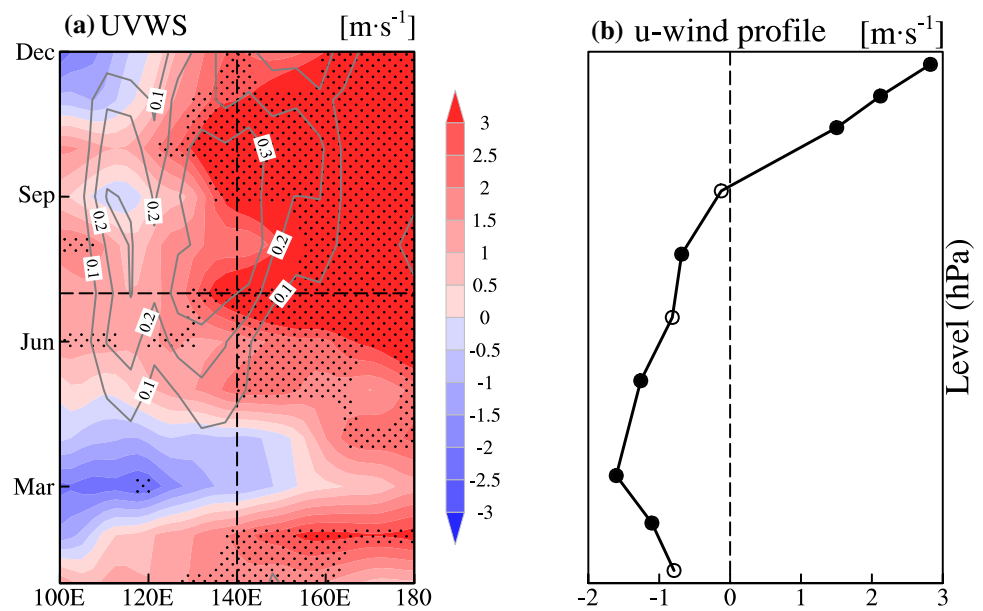 (a) UVWS [m·s⁻¹]
Dec
Sep
Jun
Mar
100E 120E 140E 160E 180
0.1
0.3
0.2
0.2
0.2
0.1
0.1
0.2
0.1
3
2.5
2
1.5
1
0.5
0
-0.5
-1
-1.5
-2
-2.5
-3
(b) u-wind profile [m·s⁻¹]
Level (hPa)
-2 -1 0 1 2 3